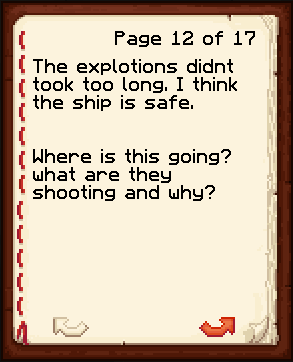 Page 12 of 17
The explotions didnt
took too long. I think
the ship is safe.
Where is this going?
what are they
shooting and why?